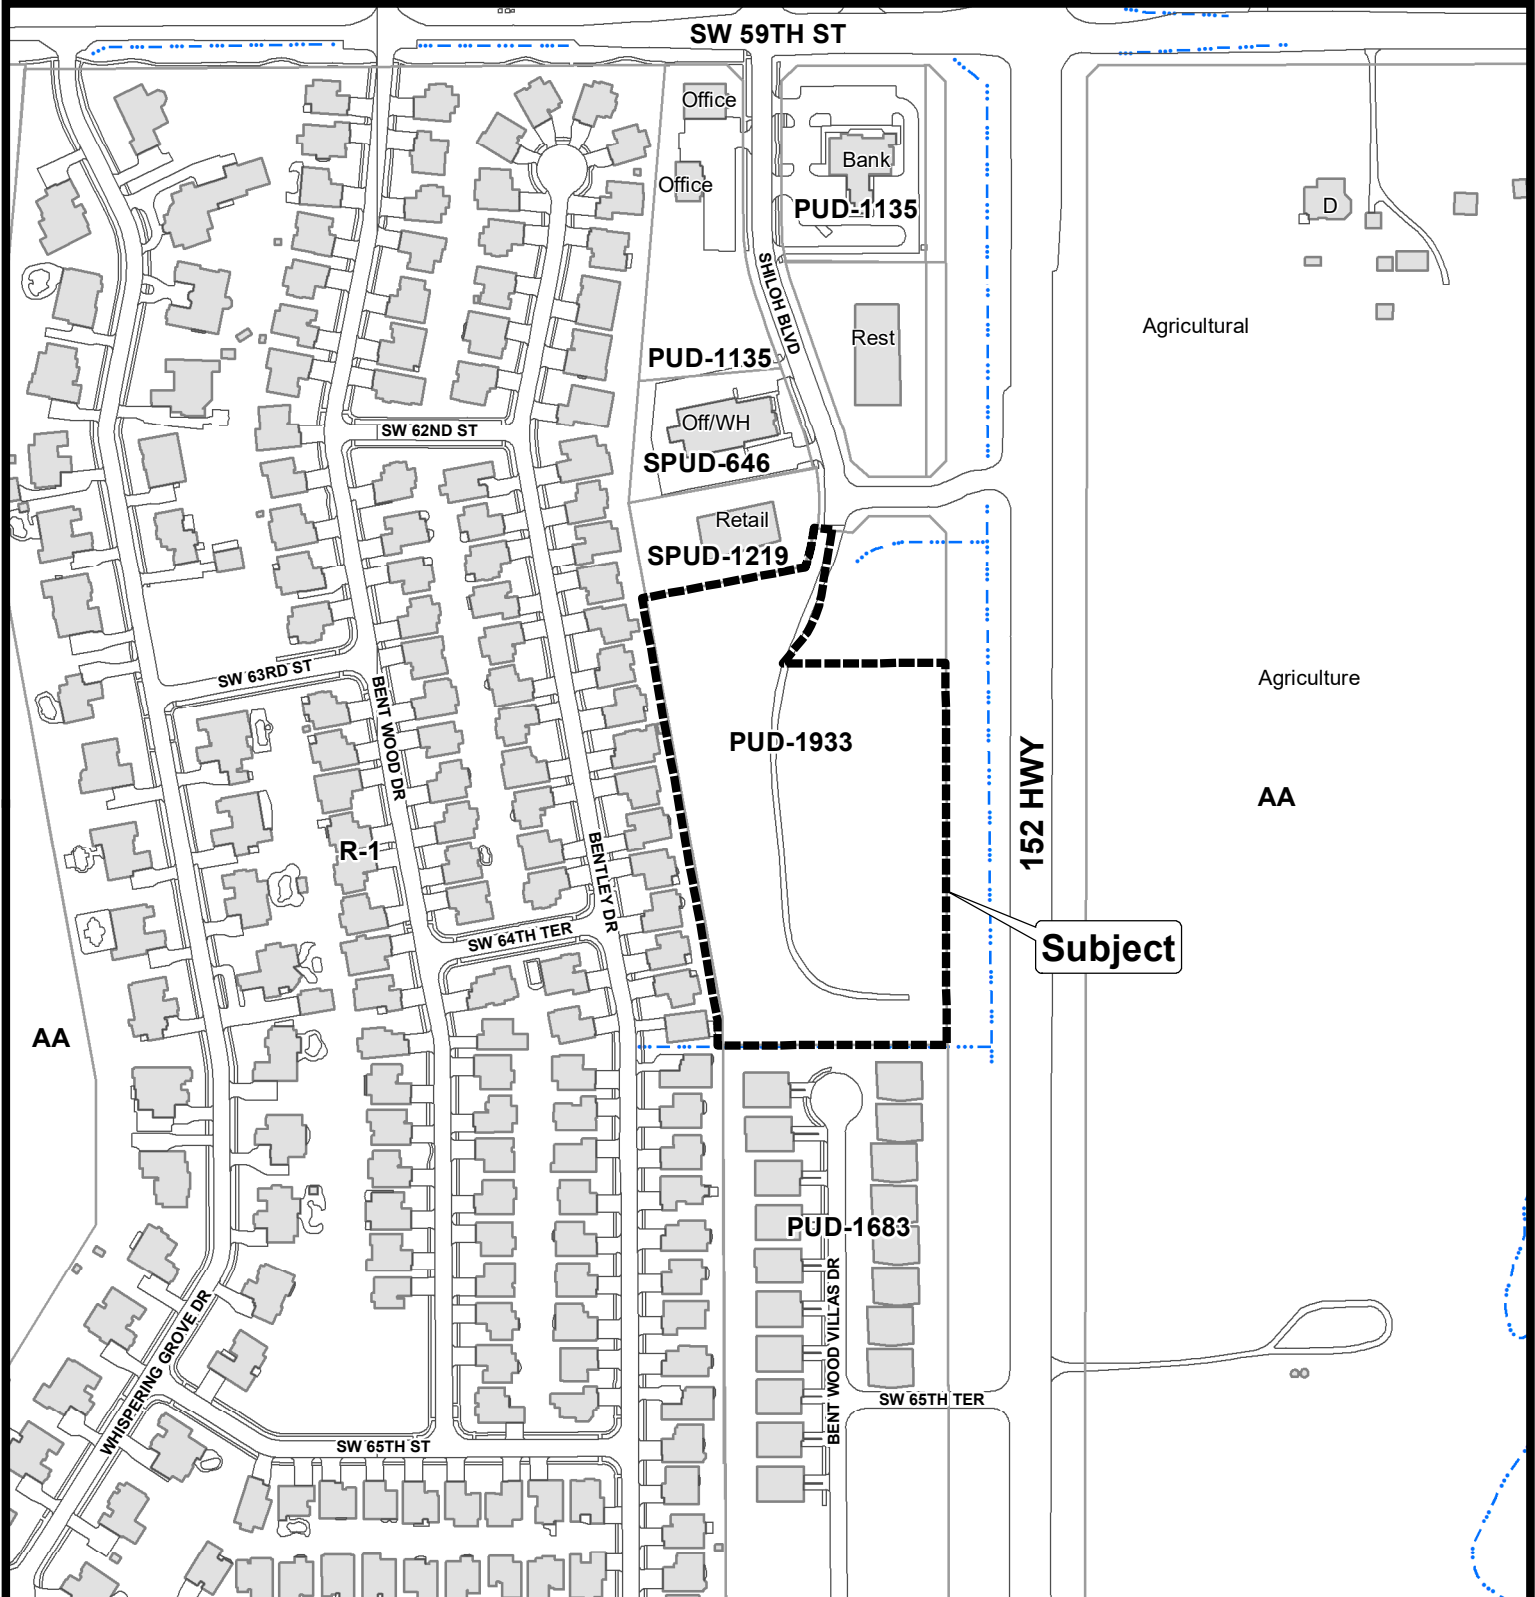 SW 59TH ST
Office
Bank
Office
D
PUD-1135
SHILOH BLVD
Agricultural
Rest
PUD-1135
Off/WH
SW 62ND ST
SPUD-646
Retail
SPUD-1219
SW 63RD ST
Agriculture
BENT WOOD DR
PUD-1933
152 HWY
AA
R-1
BENTLEY DR
SW 64TH TER
Subject
AA
PUD-1683
BENT WOOD VILLAS DR
WHISPERING GROVE DR
SW 65TH TER
SW 65TH ST